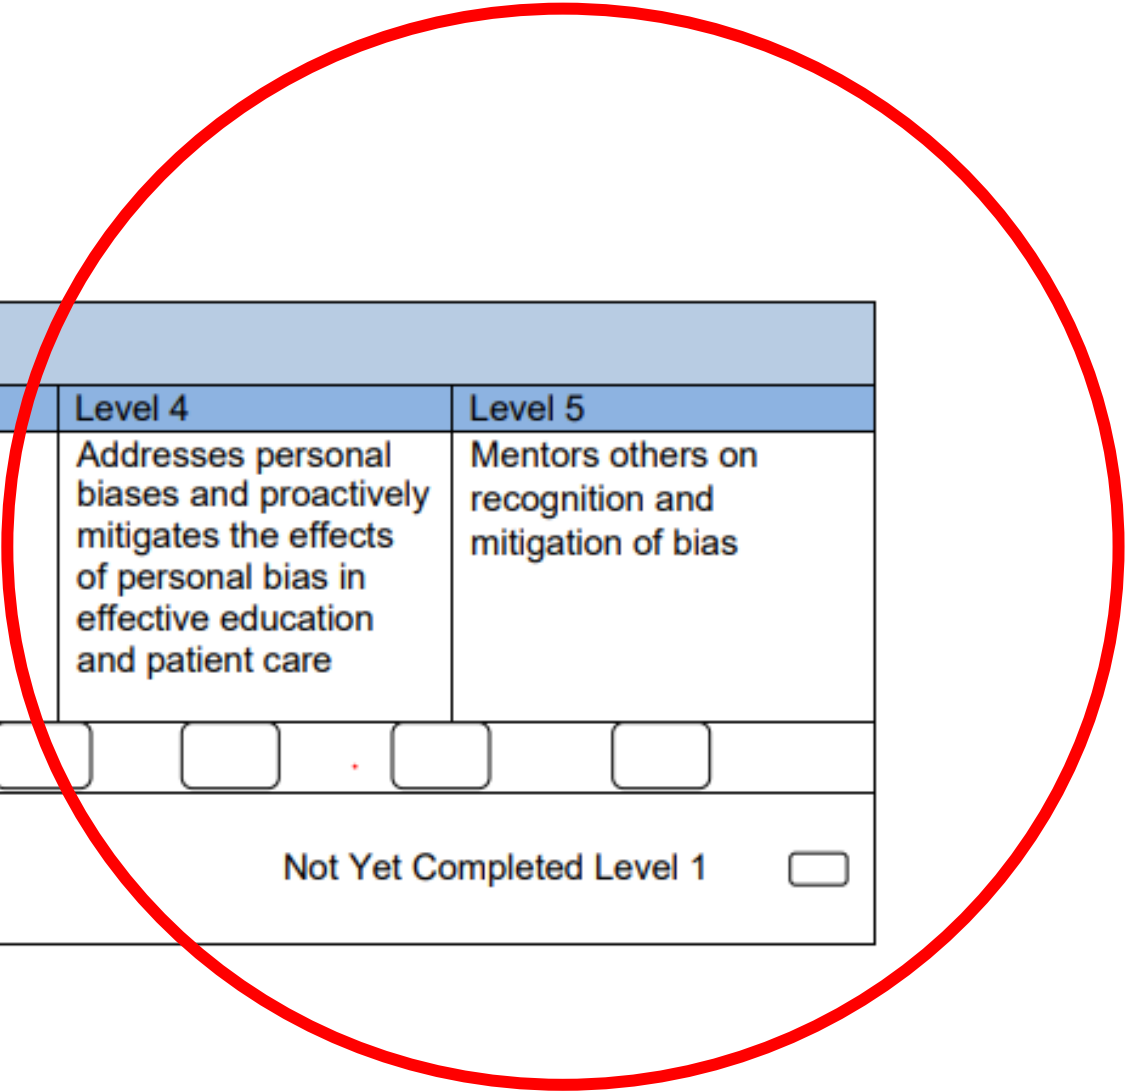 Level 4
Level 5
Addresses personal
biases and proactively
mitigates the effects
of personal bias in
effective education
and patient care
Mentors others on
recognition and
mitigation of bias
Not Yet Completed Level 1